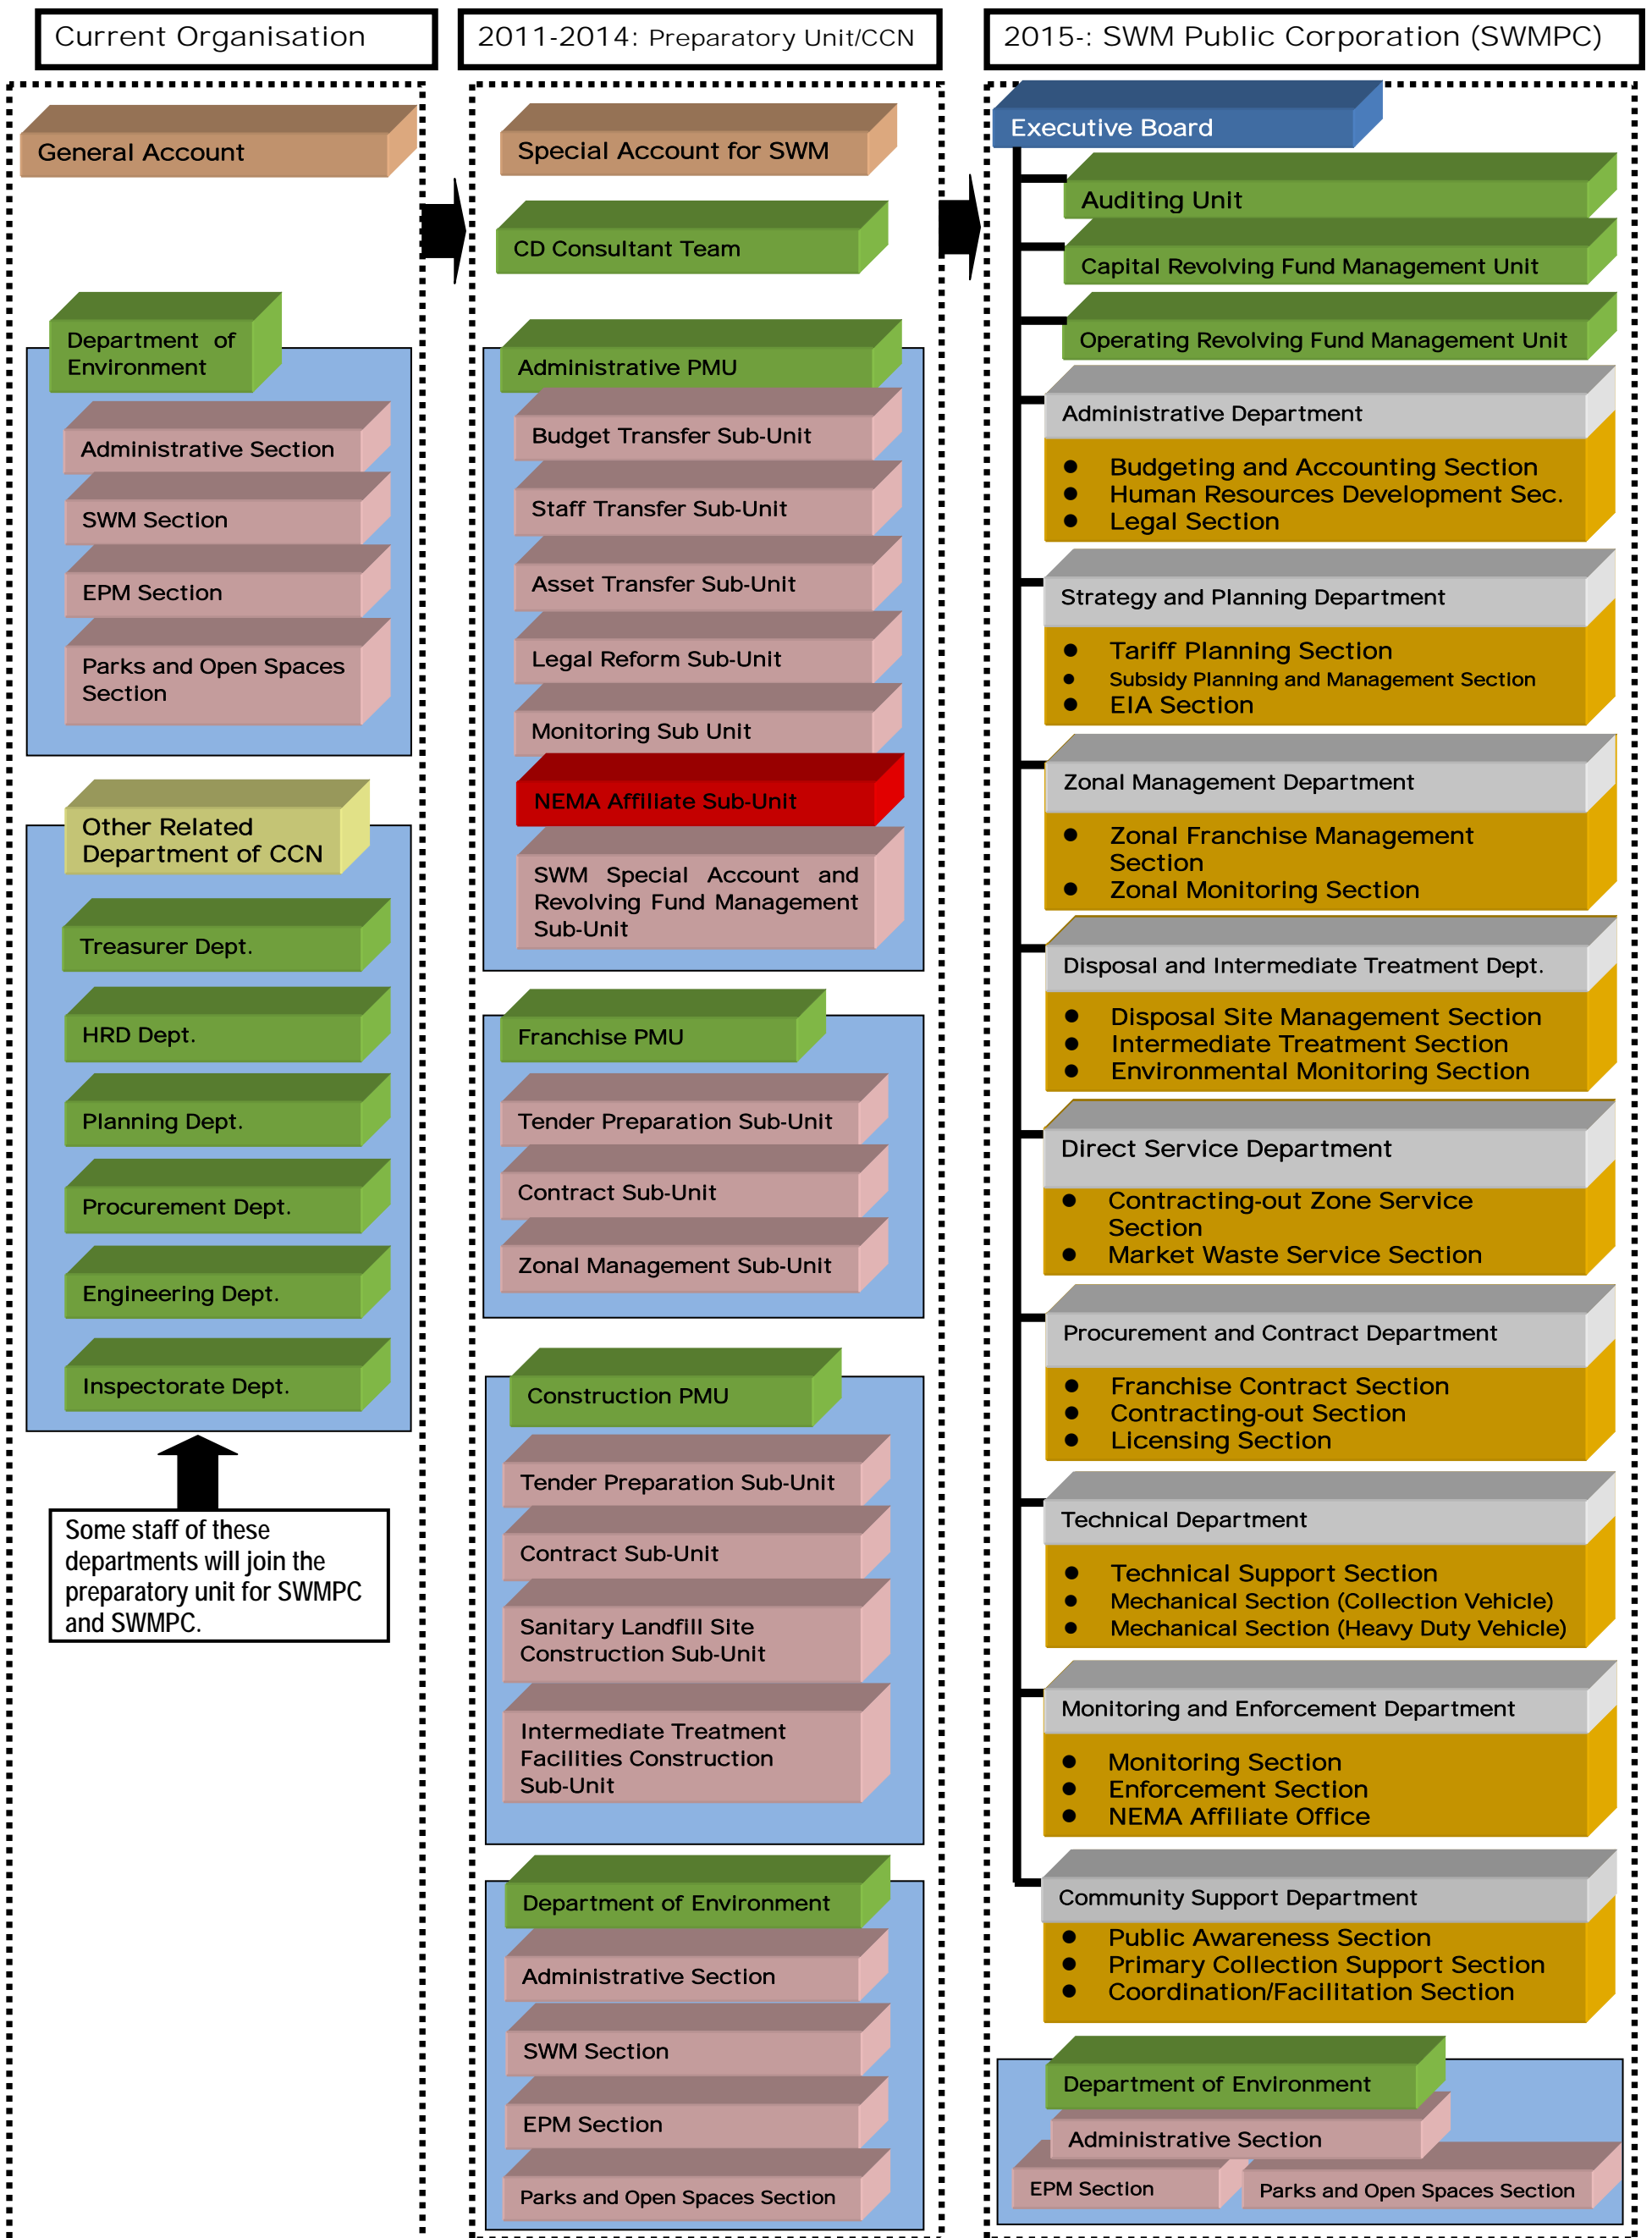 Current Organisation
General Account
Department of
Environment
Administrative Section
SWM Section
EPM Section
Parks and Open Spaces
Section
Other Related
Department of CCN
Treasurer Dept.
HRD Dept.
Planning Dept.
Procurement Dept.
Engineering Dept.
Inspectorate Dept.
Some staff of these
departments will join the
preparatory unit for SWMPC
and SWMPC.
2011-2014: Preparatory Unit/CCN
Special Account for SWM
CD Consultant Team
Administrative PMU
Budget Transfer Sub-Unit
Staff Transfer Sub-Unit
Asset Transfer Sub-Unit
Legal Reform Sub-Unit
Monitoring Sub Unit
NEMA Affiliate Sub-Unit
SWM Special Account and
Revolving Fund Management
Sub-Unit
Franchise PMU
Tender Preparation Sub-Unit
Contract Sub-Unit
Zonal Management Sub-Unit
Construction PMU
Tender Preparation Sub-Unit
Contract Sub-Unit
Sanitary Landfill Site
Construction Sub-Unit
Intermediate Treatment
Facilities Construction
Sub-Unit
Department of Environment
Administrative Section
SWM Section
EPM Section
Parks and Open Spaces Section
2015-: SWM Public Corporation (SWMPC)
Executive Board
Auditing Unit
Capital Revolving Fund Management Unit
Operating Revolving Fund Management Unit
Administrative Department
● Budgeting and Accounting Section
● Human Resources Development Sec.
● Legal Section
Strategy and Planning Department
● Tariff Planning Section
● Subsidy Planning and Management Section
● EIA Section
Zonal Management Department
● Zonal Franchise Management
Section
● Zonal Monitoring Section
Disposal and Intermediate Treatment Dept.
● Disposal Site Management Section
● Intermediate Treatment Section
● Environmental Monitoring Section
Direct Service Department
● Contracting-out Zone Service
Section
● Market Waste Service Section
Procurement and Contract Department
● Franchise Contract Section
● Contracting-out Section
● Licensing Section
Technical Department
● Technical Support Section
● Mechanical Section (Collection Vehicle)
● Mechanical Section (Heavy Duty Vehicle)
Monitoring and Enforcement Department
● Monitoring Section
● Enforcement Section
● NEMA Affiliate Office
Community Support Department
● Public Awareness Section
● Primary Collection Support Section
● Coordination/Facilitation Section
Department of Environment
Administrative Section
EPM Section
Parks and Open Spaces Section